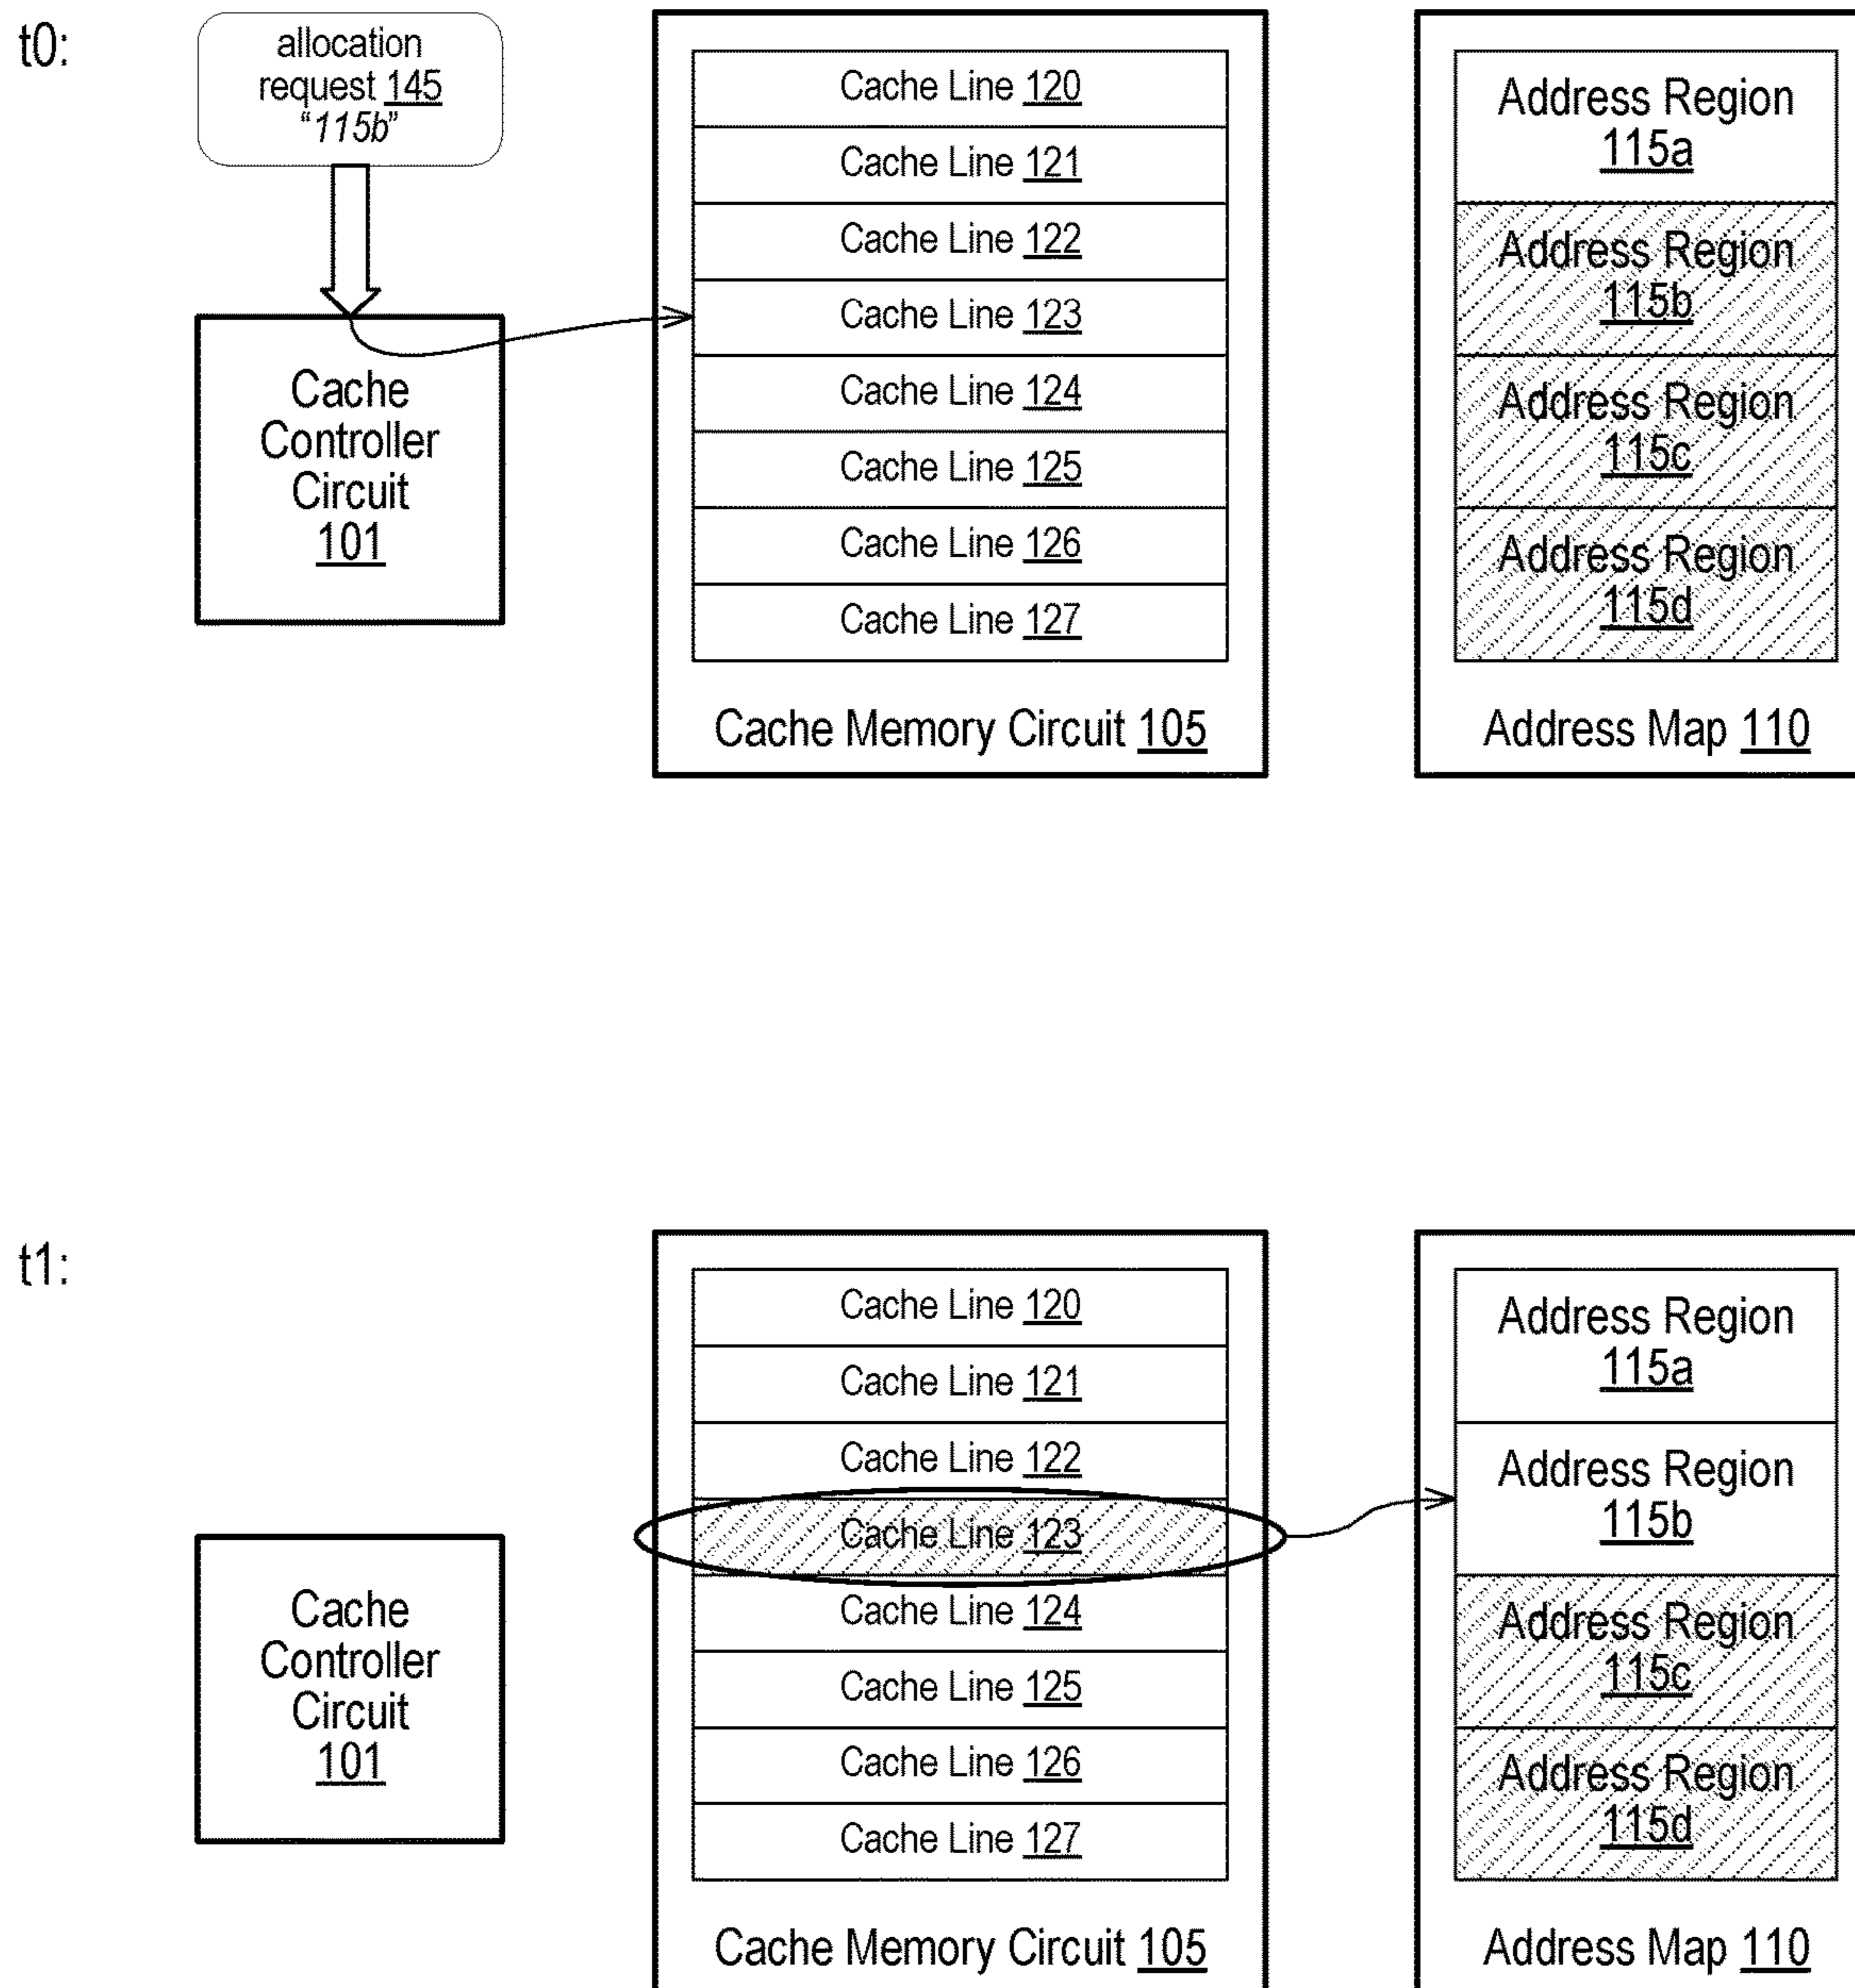 t0:
allocation
request 145
“115b”
Cache
Controller
Circuit
101
Cache Line 120
Cache Line 121
Cache Line 122
Cache Line 123
Cache Line 124
Cache Line 125
Cache Line 126
Cache Line 127
Cache Memory Circuit 105
Address Region
115a
Address Region
115b
Address Region
115c
Address Region
115d
Address Map 110
t1:
Cache
Controller
Circuit
101
Cache Line 120
Cache Line 121
Cache Line 122
Cache Line 123
Cache Line 124
Cache Line 125
Cache Line 126
Cache Line 127
Cache Memory Circuit 105
Address Region
115a
Address Region
115b
Address Region
115c
Address Region
115d
Address Map 110